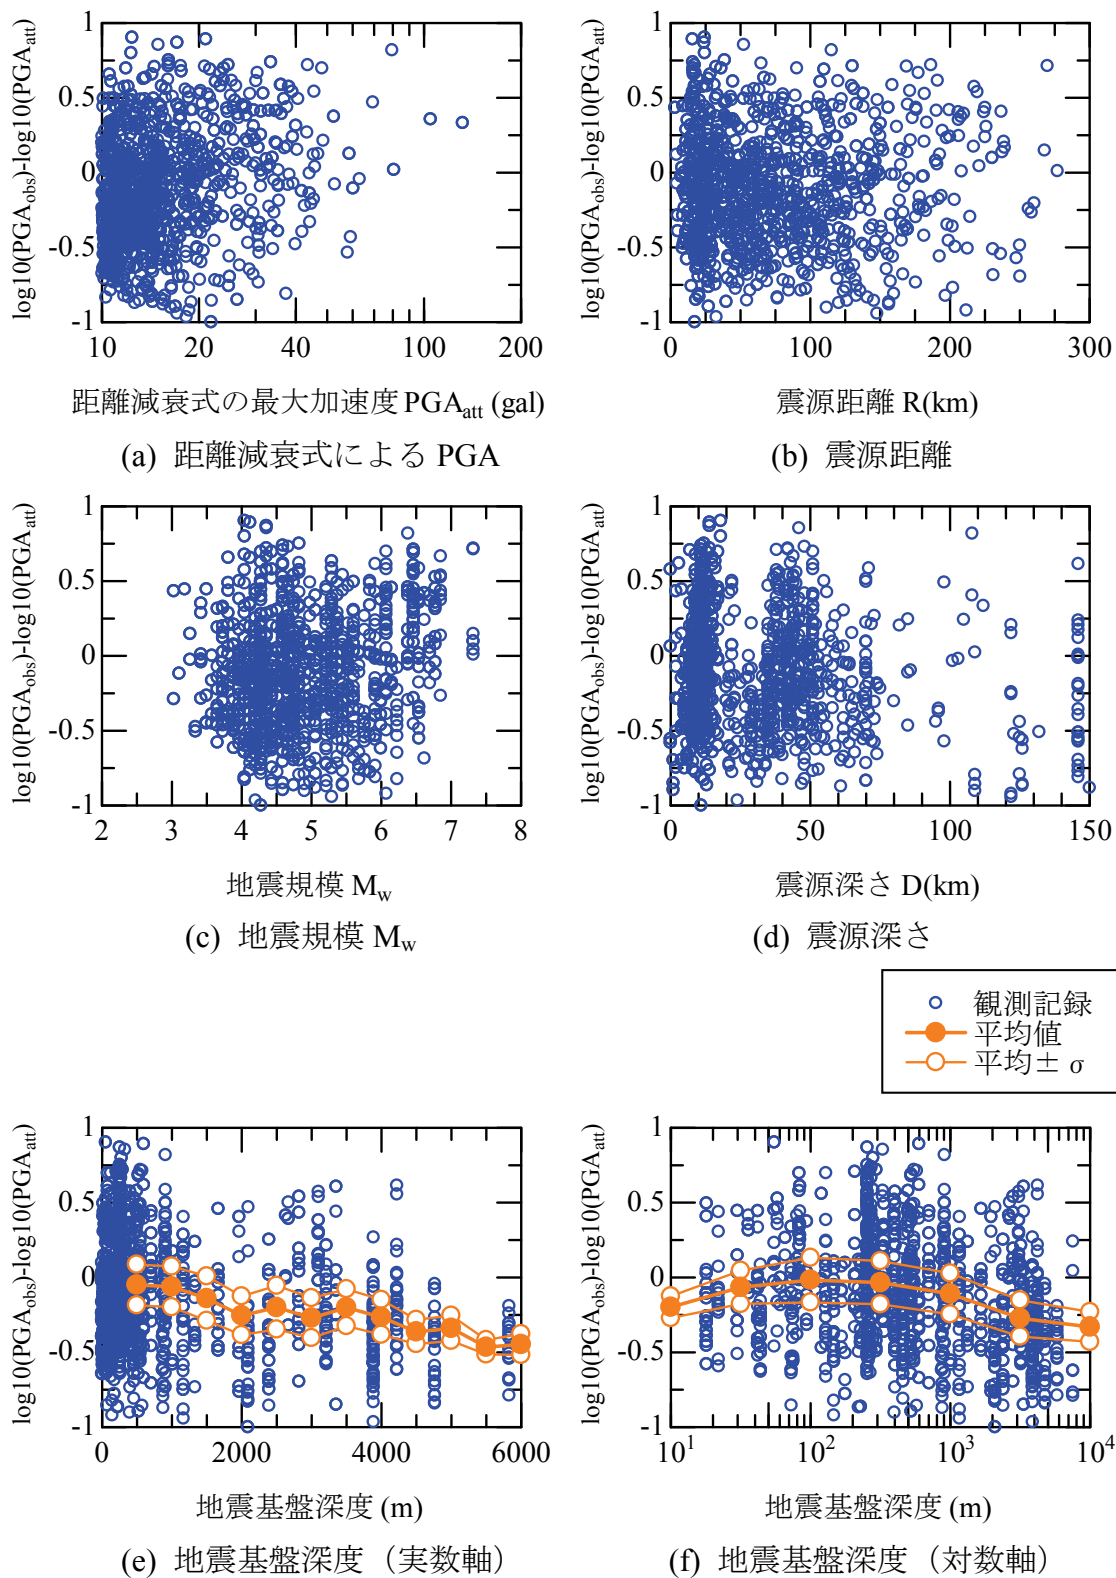 log10(PGAobs)-log10(PGAatt)
1
0.5
0
-0.5
-1
10 20 40 100 200
距離減衰式の最大加速度 PGAatt (gal)
(a) 距離減衰式による PGA
log10(PGAobs)-log10(PGAatt)
1
0.5
0
-0.5
-1
0 100 200 300
震源距離 R(km)
(b) 震源距離
log10(PGAobs)-log10(PGAatt)
1
0.5
0
-0.5
-1
2 3 4 5 6 7 8
地震規模 Mw
(c) 地震規模 Mw
log10(PGAobs)-log10(PGAatt)
1
0.5
0
-0.5
-1
0 50 100 150
震源深さ D(km)
(d) 震源深さ
観測記録
平均値
平均± σ
log10(PGAobs)-log10(PGAatt)
1
0.5
0
-0.5
-1
0 2000 4000 6000
地震基盤深度 (m)
(e) 地震基盤深度（実数軸）
log10(PGAobs)-log10(PGAatt)
1
0.5
0
-0.5
-1
10¹ 10² 10³ 10⁴
地震基盤深度 (m)
(f) 地震基盤深度（対数軸）